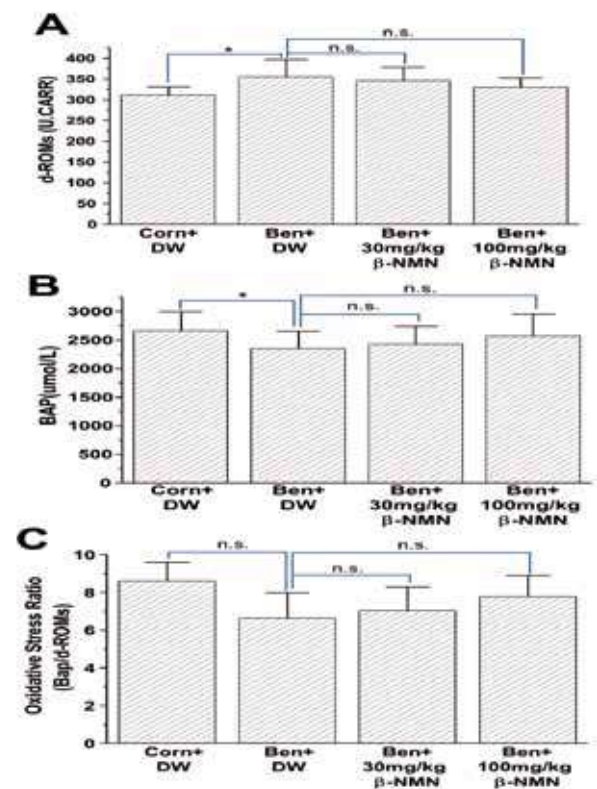 A
n.s.
* n.s.
d-ROMs (U.CARR)
400
350
300
250
200
150
100
50
0
Corn+ Ben+ Ben+ Ben+
DW DW 30mg/kg 100mg/kg
β-NMN β-NMN
B
n.s.
* n.s.
BAP(umol/L)
3000
2500
2000
1500
1000
500
0
Corn+ Ben+ Ben+ Ben+
DW DW 30mg/kg 100mg/kg
β-NMN β-NMN
C
n.s. n.s.
n.s.
Oxidative Stress Ratio
(Bap/d-ROMs)
10
8
6
4
2
0
Corn+ Ben+ Ben+ Ben+
DW DW 30mg/kg 100mg/kg
β-NMN β-NMN